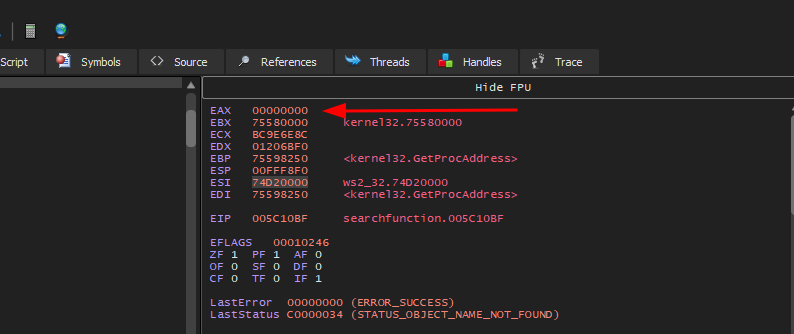 Script Symbols Source References Threads Handles Trace
Hide FPU
EAX 00000000
EBX 75580000 kernel32.75580000
ECX BC9E6E8C
EDX 01206BF0
EBP 75598250 <kernel32.GetProcAddress>
ESP 00FFF8F0
ESI 74D20000 ws2_32.74D20000
EDI 75598250 <kernel32.GetProcAddress>
EIP 005C10BF searchfunction.005C10BF
EFLAGS 00010246
ZF 1 PF 1 AF 0
OF 0 SF 0 DF 0
CF 0 TF 0 IF 1
LastError 00000000 (ERROR_SUCCESS)
LastStatus C0000034 (STATUS_OBJECT_NAME_NOT_FOUND)